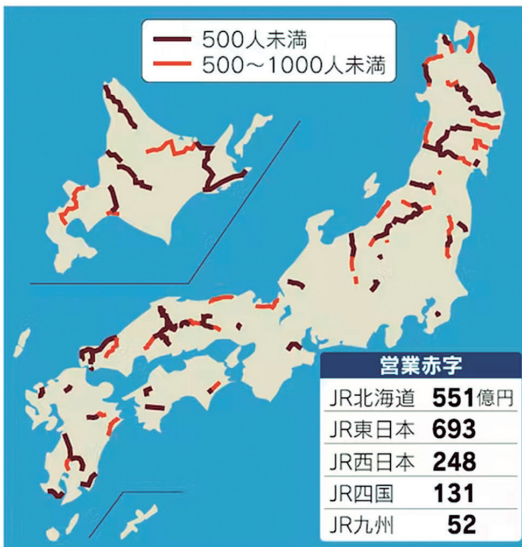 500人未満
500〜1000人未満
営業赤字
JR北海道 551億円
JR東日本 693
JR西日本 248
JR四国 131
JR九州 52